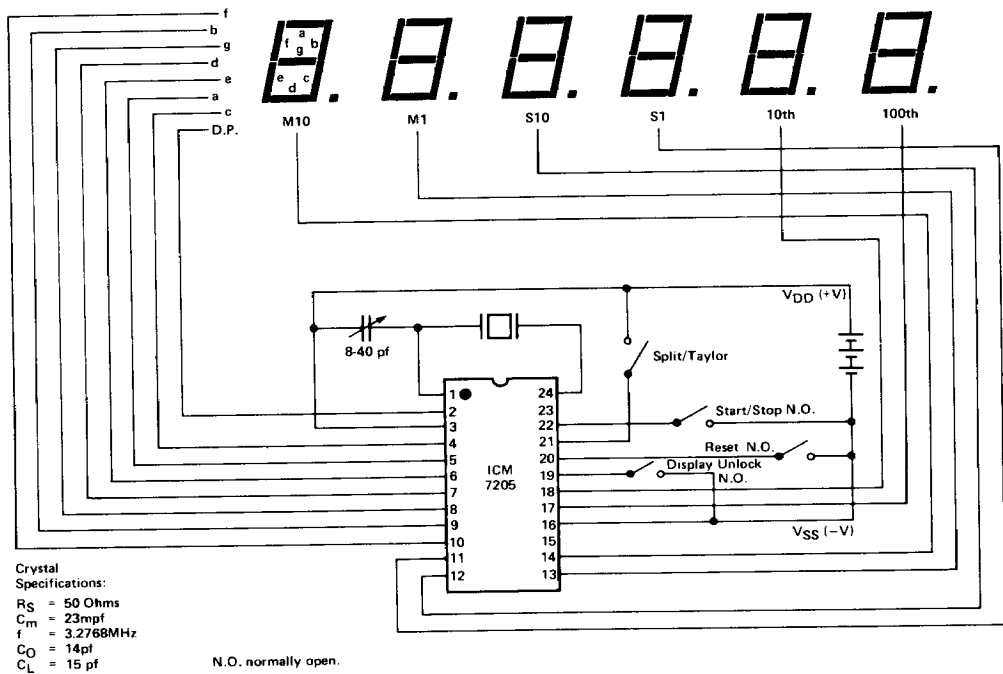 f
b
g
d
e
a
c
D.P.
a
f b
g
e c
d
M10 M1 S10 S1 10th 100th
VDD (+V)
8-40 pf
Split/Taylor
Start/Stop N.O.
Reset N.O.
Display Unlock
N.O.
VSS (−V)
ICM
7205
1 24
2 23
3 22
4 21
5 20
6 19
7 18
8 17
9 16
10 15
11 14
12 13
Crystal
Specifications:
RS = 50 Ohms
Cm = 23mpf
f = 3.2768MHz
CO = 14pf
CL = 15 pf
N.O. normally open.